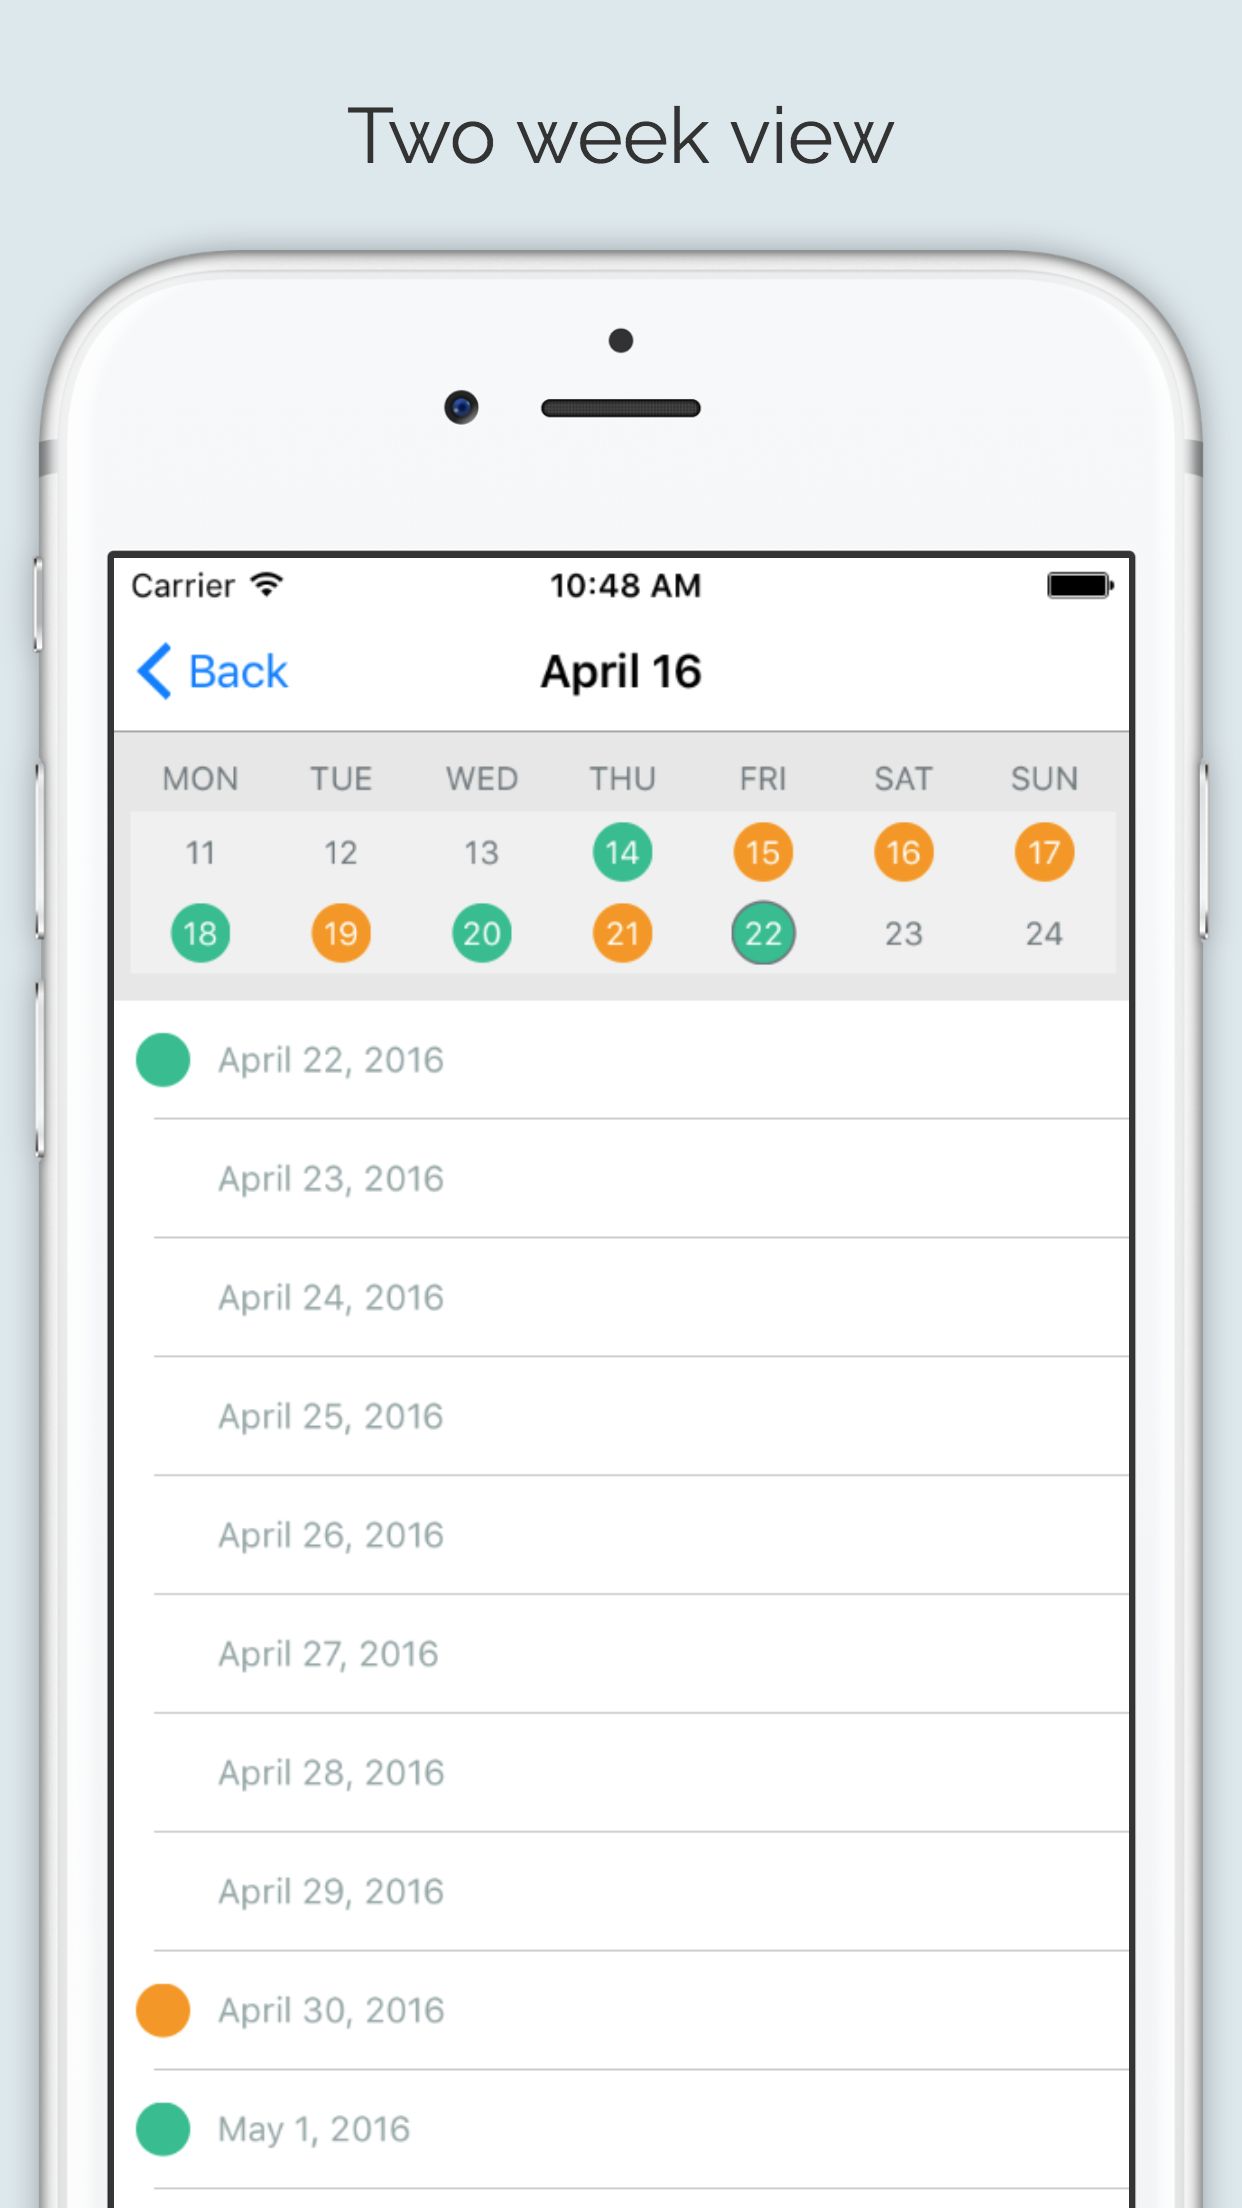 Two week view
Carrier 10:48 AM
Back April 16
MON TUE WED THU FRI SAT SUN
11 12 13 14 15 16 17
18 19 20 21 22 23 24
April 22, 2016
April 23, 2016
April 24, 2016
April 25, 2016
April 26, 2016
April 27, 2016
April 28, 2016
April 29, 2016
April 30, 2016
May 1, 2016